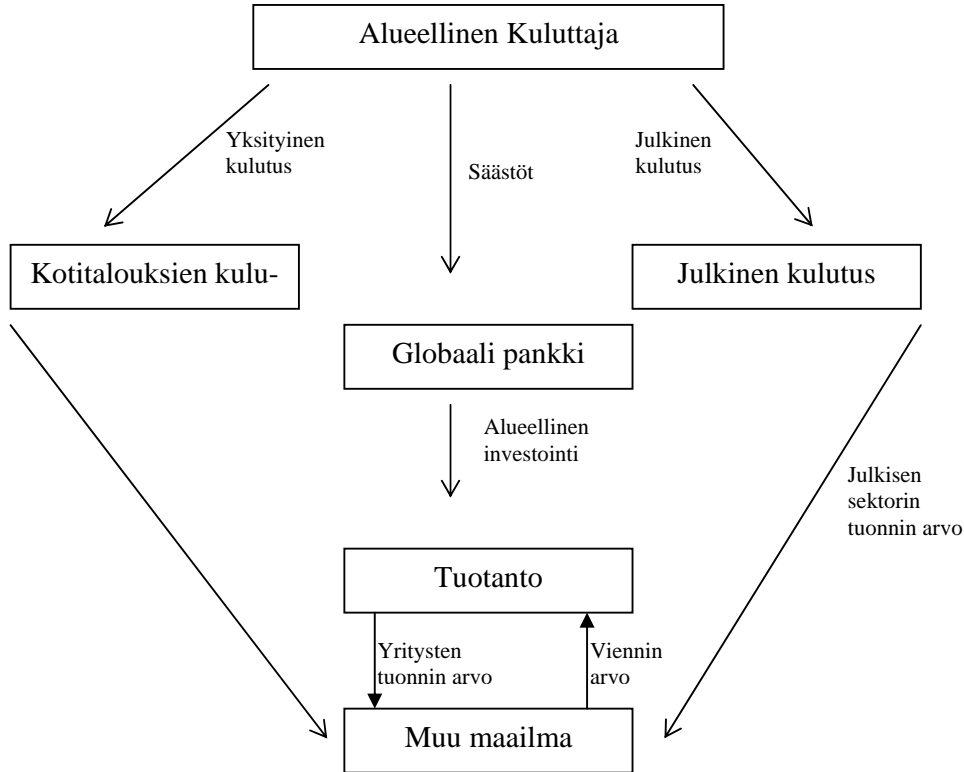 Alueellinen Kuluttaja
Yksityinen
kulutus
Säästöt
Julkinen
kulutus
Kotitalouksien kulu-
Julkinen kulutus
Globaali pankki
Alueellinen
investointi
Julkisen
sektorin
tuonnin arvo
Tuotanto
Yritysten
tuonnin arvo
Viennin
arvo
Muu maailma